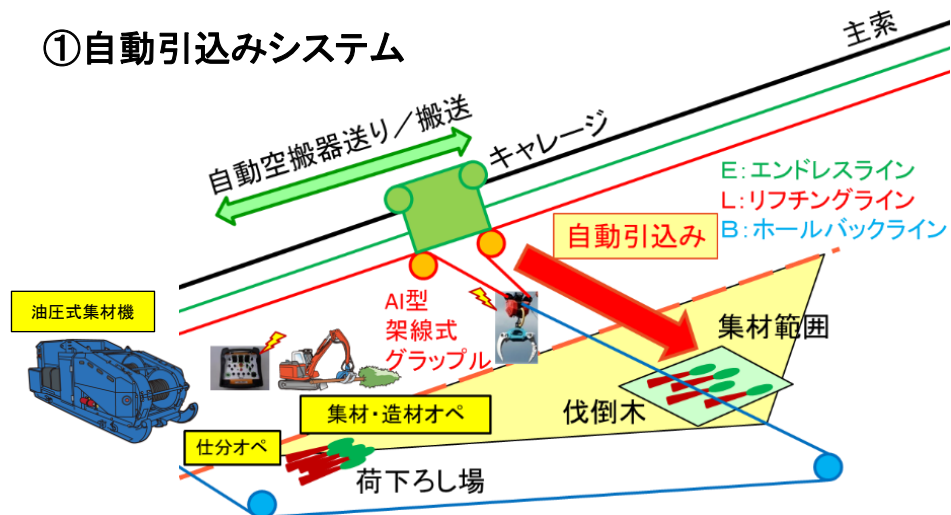 ①自動引込みシステム
主索
自動空搬器送り／搬送
キャレージ
E：エンドレスライン
L：リフチングライン
B：ホールバックライン
自動引込み
油圧式集材機
AI型
架線式
グラップル
集材範囲
集材・造材オペ
伐倒木
仕分オペ
荷下ろし場